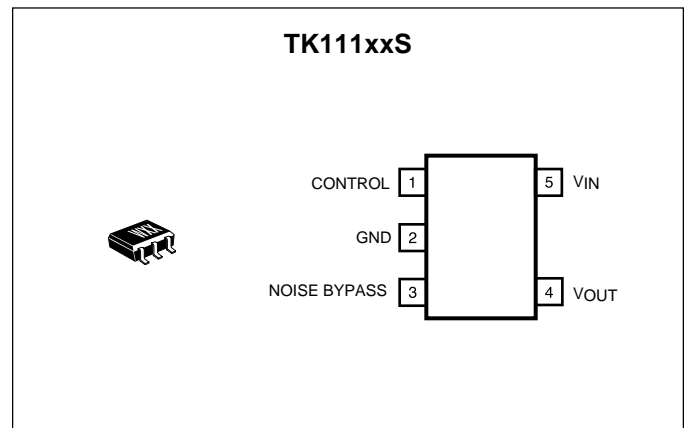 TK111xxS
CONTROL 1
5 VIN
GND 2
NOISE BYPASS 3
4 VOUT